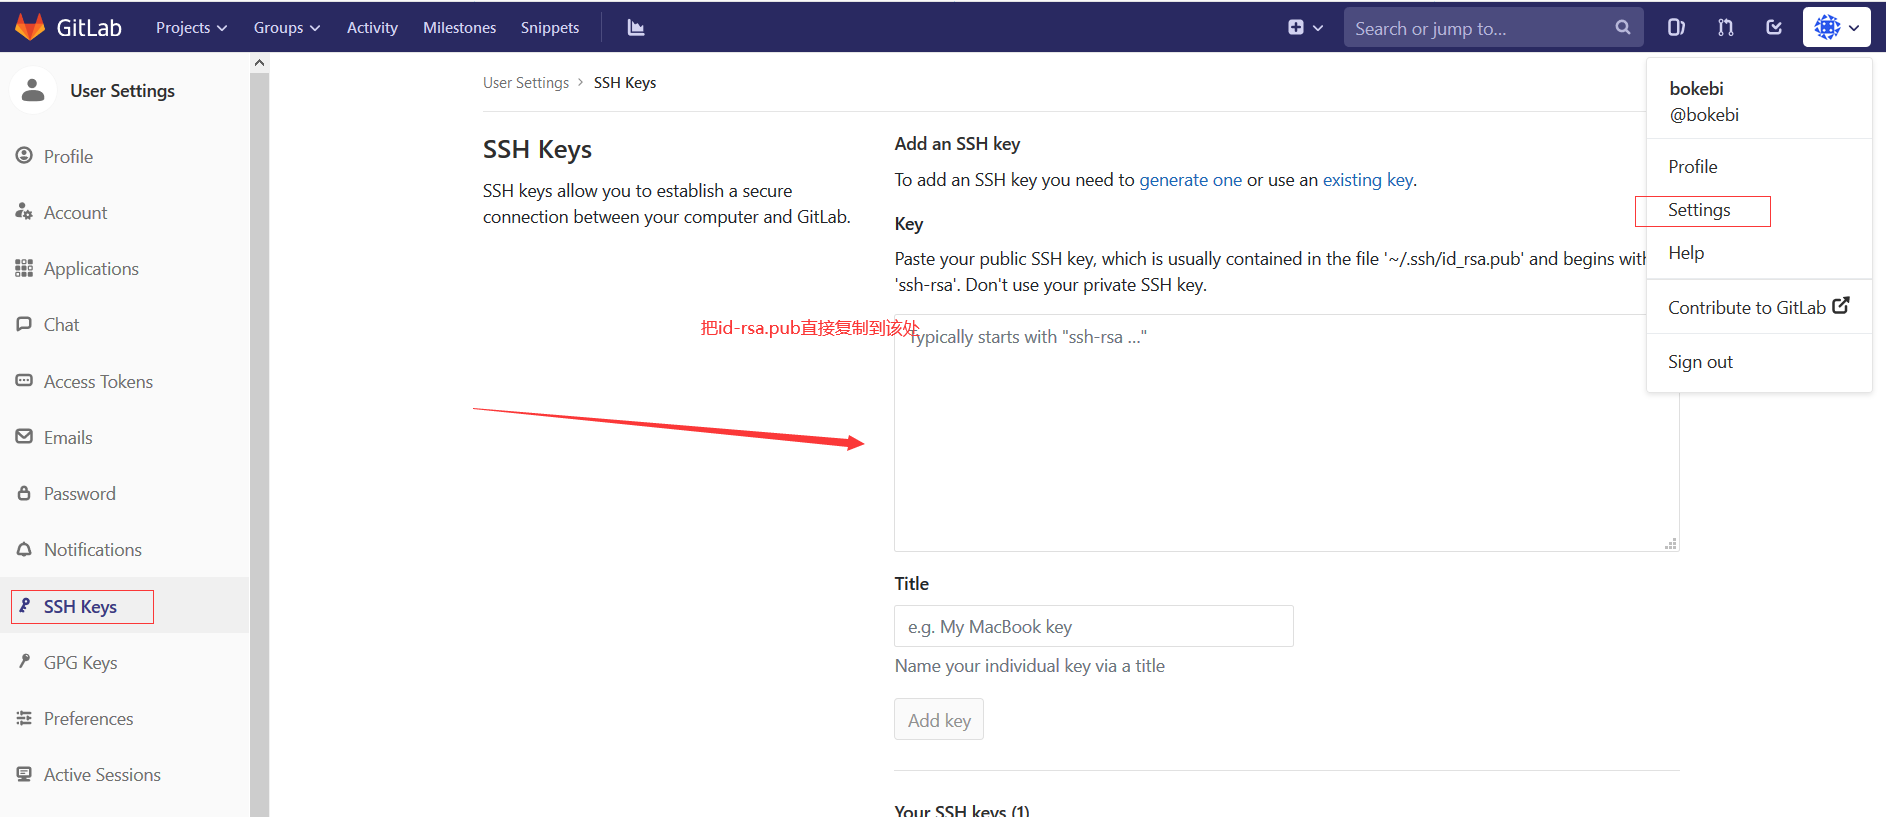 GitLab
Projects
Groups
Activity
Milestones
Snippets
Search or jump to...
User Settings
Profile
Account
Applications
Chat
Access Tokens
Emails
Password
Notifications
SSH Keys
GPG Keys
Preferences
Active Sessions
User Settings > SSH Keys
SSH Keys
SSH keys allow you to establish a secure
connection between your computer and GitLab.
Add an SSH key
To add an SSH key you need to generate one or use an existing key.
Key
Paste your public SSH key, which is usually contained in the file '~/.ssh/id_rsa.pub' and begins with
'ssh-rsa'. Don't use your private SSH key.
把id-rsa.pub直接复制到该处
Typically starts with "ssh-rsa ..."
Title
e.g. My MacBook key
Name your individual key via a title
Add key
Your SSH keys (1)
bokebi
@bokebi
Profile
Settings
Help
Contribute to GitLab
Sign out